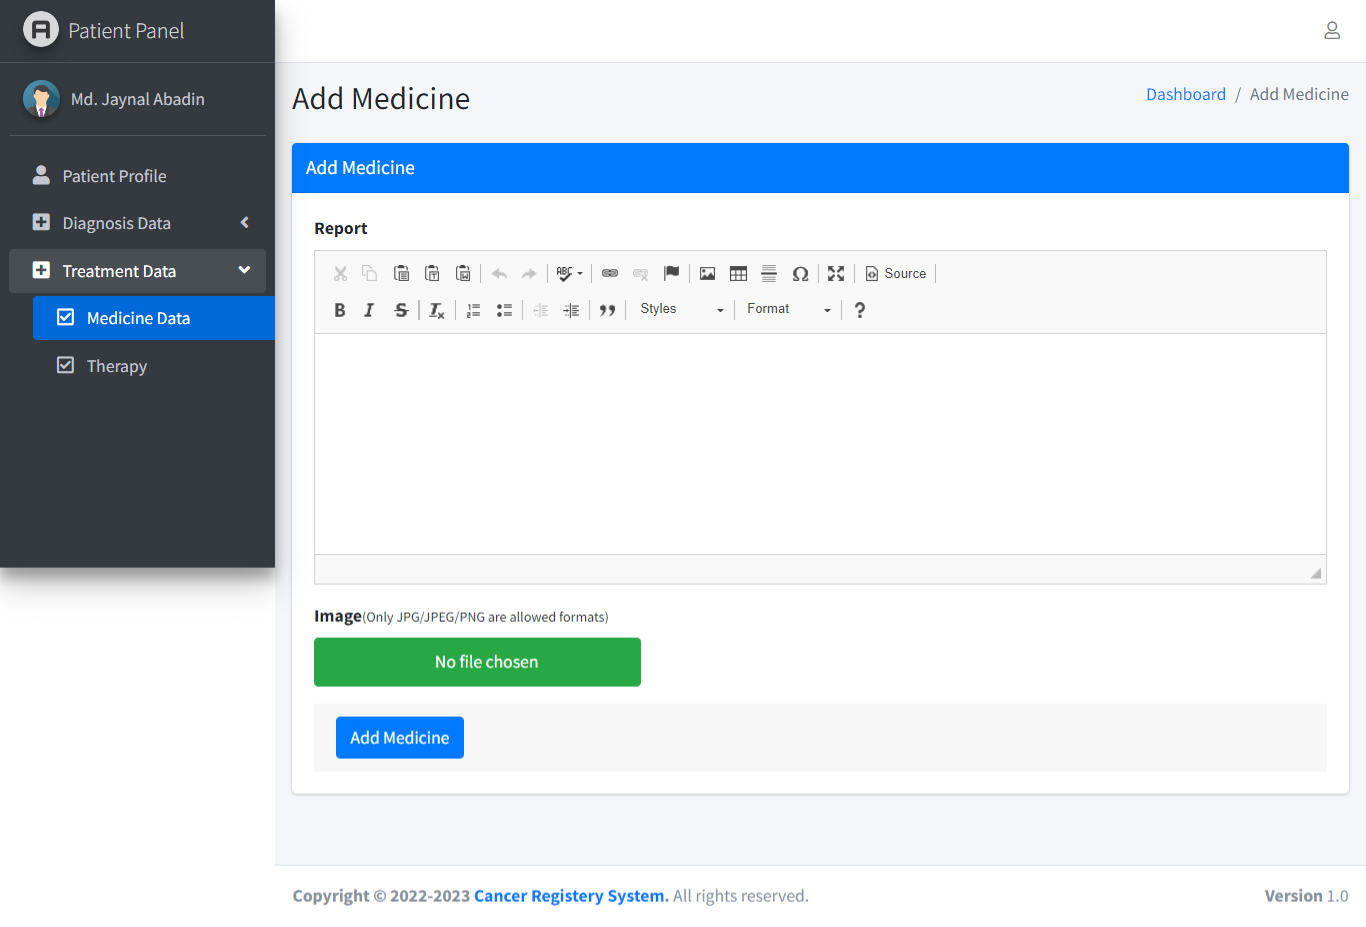 Patient Panel
Md. Jaynal Abadin
Patient Profile
Diagnosis Data
Treatment Data
Medicine Data
Therapy
Add Medicine
Dashboard / Add Medicine
Add Medicine
Report
ABC
Source
B I S Tx
Styles
Format
?
Image(Only JPG/JPEG/PNG are allowed formats)
No file chosen
Add Medicine
Copyright © 2022-2023 Cancer Registery System. All rights reserved.
Version 1.0